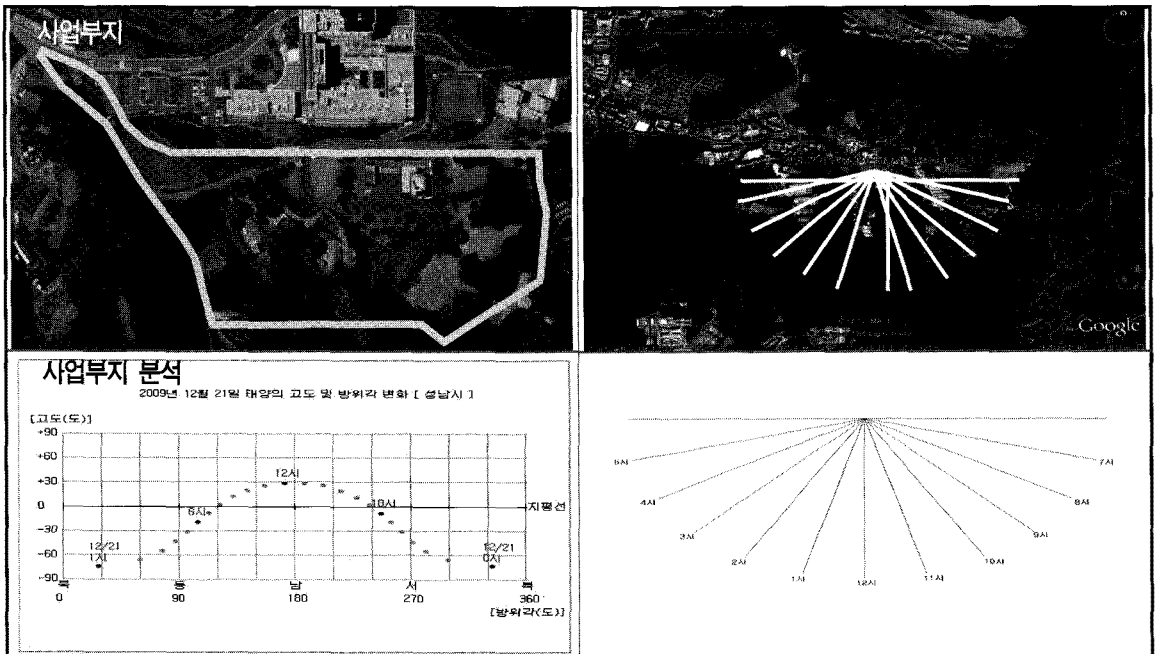 사업부지
Google
사업부지 분석
2009년 12월 21일 태양의 고도 및 방위각 변화 [ 성남시 ]
[고도(도)]
+90
+60
+30
0
-30
-60
-90
12시
6시
18시
지평선
12/21
1시
12/21
0시
북
동
남
서
북
0
90
180
270
360
[방위각(도)]
5시
4시
3시
2시
1시
12시
11시
10시
9시
8시
7시